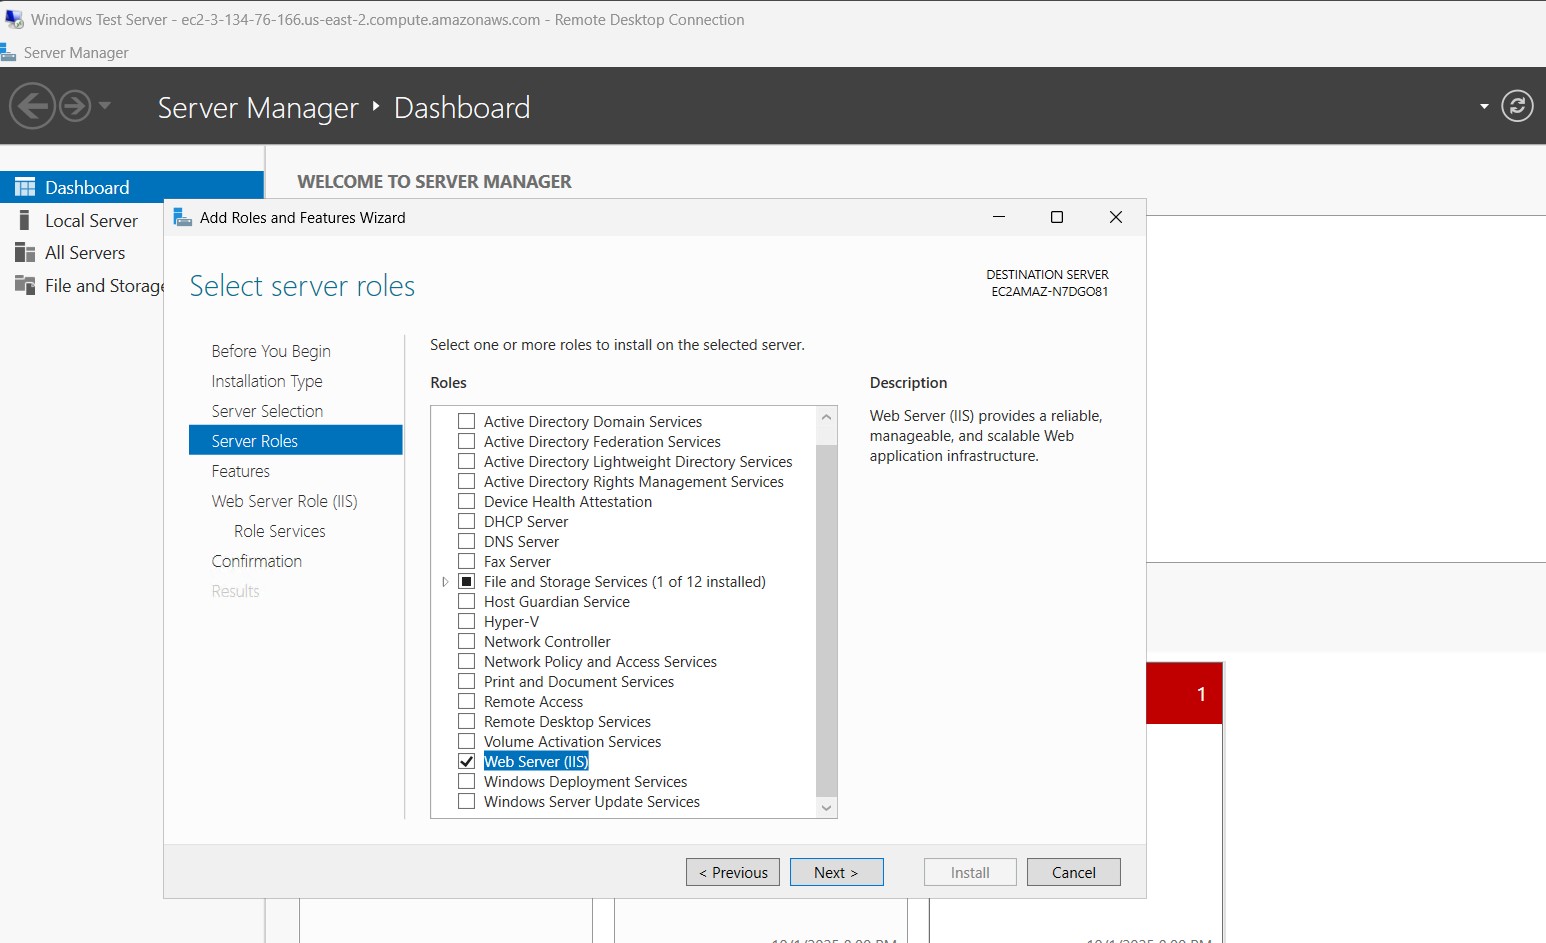 Windows Test Server - ec2-3-134-76-166.us-east-2.compute.amazonaws.com - Remote Desktop Connection
Server Manager
Server Manager ‣ Dashboard
Dashboard
Local Server
All Servers
File and Storage
WELCOME TO SERVER MANAGER
Add Roles and Features Wizard
Select server roles
DESTINATION SERVER
EC2AMAZ-N7DGO81
Before You Begin
Installation Type
Server Selection
Server Roles
Features
Web Server Role (IIS)
Role Services
Confirmation
Results
Select one or more roles to install on the selected server.
Roles
Active Directory Domain Services
Active Directory Federation Services
Active Directory Lightweight Directory Services
Active Directory Rights Management Services
Device Health Attestation
DHCP Server
DNS Server
Fax Server
File and Storage Services (1 of 12 installed)
Host Guardian Service
Hyper-V
Network Controller
Network Policy and Access Services
Print and Document Services
Remote Access
Remote Desktop Services
Volume Activation Services
Web Server (IIS)
Windows Deployment Services
Windows Server Update Services
Description
Web Server (IIS) provides a reliable,
manageable, and scalable Web
application infrastructure.
< Previous
Next >
Install
Cancel
1